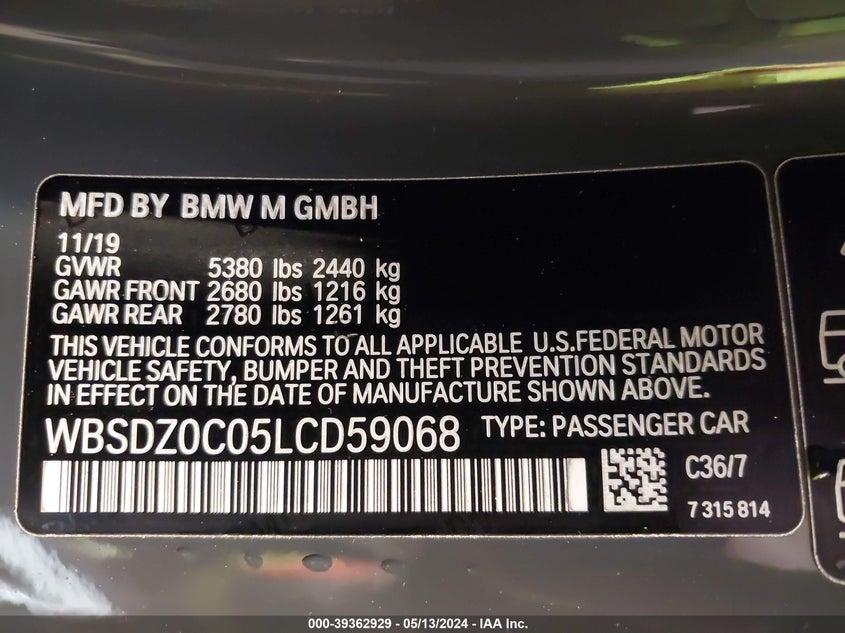 MFD BY BMW M GMBH
11/19
GVWR 5380 lbs 2440 kg
GAWR FRONT 2680 lbs 1216 kg
GAWR REAR 2780 lbs 1261 kg
THIS VEHICLE CONFORMS TO ALL APPLICABLE U.S.FEDERAL MOTOR
VEHICLE SAFETY, BUMPER AND THEFT PREVENTION STANDARDS
IN EFFECT ON THE DATE OF MANUFACTURE SHOWN ABOVE.
WBSDZ0C05LCD59068 TYPE: PASSENGER CAR
C36/7
7 315 814
000-39362929 - 05/13/2024 - IAA Inc.